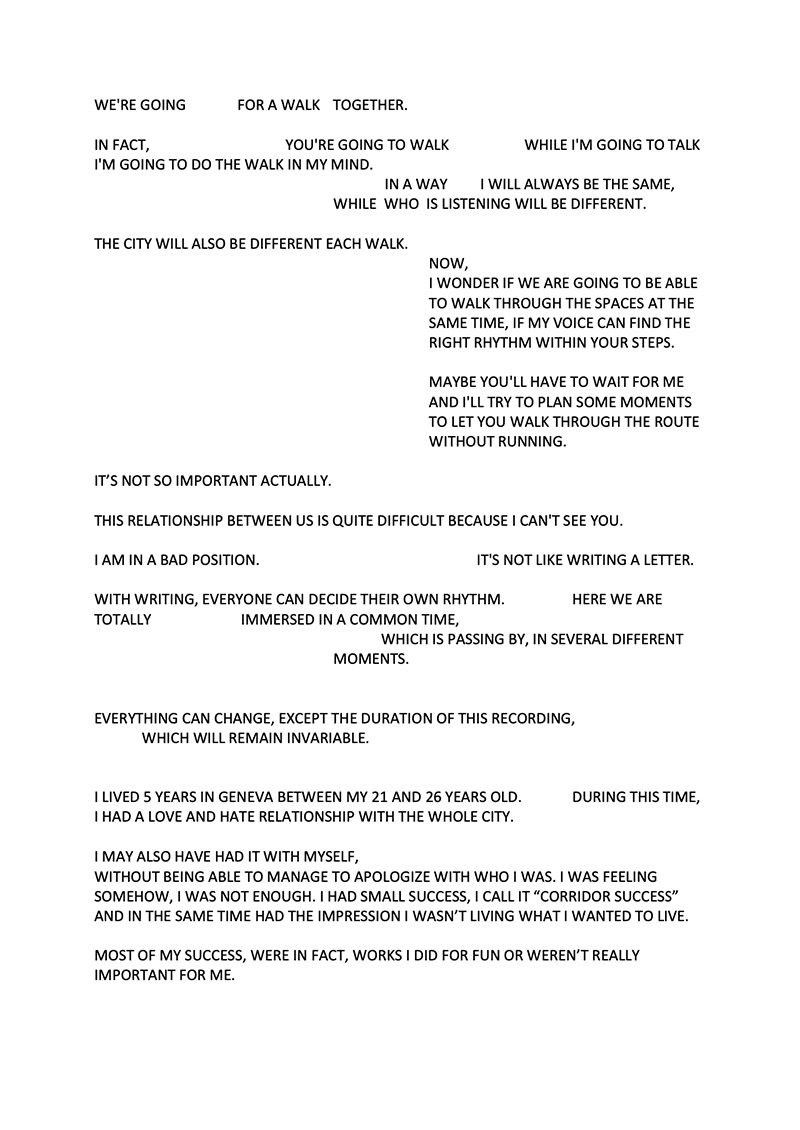 WE'RE GOING FOR A WALK TOGETHER.
IN FACT, YOU'RE GOING TO WALK WHILE I'M GOING TO TALK
I'M GOING TO DO THE WALK IN MY MIND.
IN A WAY I WILL ALWAYS BE THE SAME,
WHILE WHO IS LISTENING WILL BE DIFFERENT.
THE CITY WILL ALSO BE DIFFERENT EACH WALK.
NOW,
I WONDER IF WE ARE GOING TO BE ABLE
TO WALK THROUGH THE SPACES AT THE
SAME TIME, IF MY VOICE CAN FIND THE
RIGHT RHYTHM WITHIN YOUR STEPS.
MAYBE YOU'LL HAVE TO WAIT FOR ME
AND I'LL TRY TO PLAN SOME MOMENTS
TO LET YOU WALK THROUGH THE ROUTE
WITHOUT RUNNING.
IT’S NOT SO IMPORTANT ACTUALLY.
THIS RELATIONSHIP BETWEEN US IS QUITE DIFFICULT BECAUSE I CAN'T SEE YOU.
I AM IN A BAD POSITION. IT'S NOT LIKE WRITING A LETTER.
WITH WRITING, EVERYONE CAN DECIDE THEIR OWN RHYTHM. HERE WE ARE
TOTALLY IMMERSED IN A COMMON TIME,
WHICH IS PASSING BY, IN SEVERAL DIFFERENT
MOMENTS.
EVERYTHING CAN CHANGE, EXCEPT THE DURATION OF THIS RECORDING,
WHICH WILL REMAIN INVARIABLE.
I LIVED 5 YEARS IN GENEVA BETWEEN MY 21 AND 26 YEARS OLD. DURING THIS TIME,
I HAD A LOVE AND HATE RELATIONSHIP WITH THE WHOLE CITY.
I MAY ALSO HAVE HAD IT WITH MYSELF,
WITHOUT BEING ABLE TO MANAGE TO APOLOGIZE WITH WHO I WAS. I WAS FEELING
SOMEHOW, I WAS NOT ENOUGH. I HAD SMALL SUCCESS, I CALL IT “CORRIDOR SUCCESS”
AND IN THE SAME TIME HAD THE IMPRESSION I WASN’T LIVING WHAT I WANTED TO LIVE.
MOST OF MY SUCCESS, WERE IN FACT, WORKS I DID FOR FUN OR WEREN’T REALLY
IMPORTANT FOR ME.